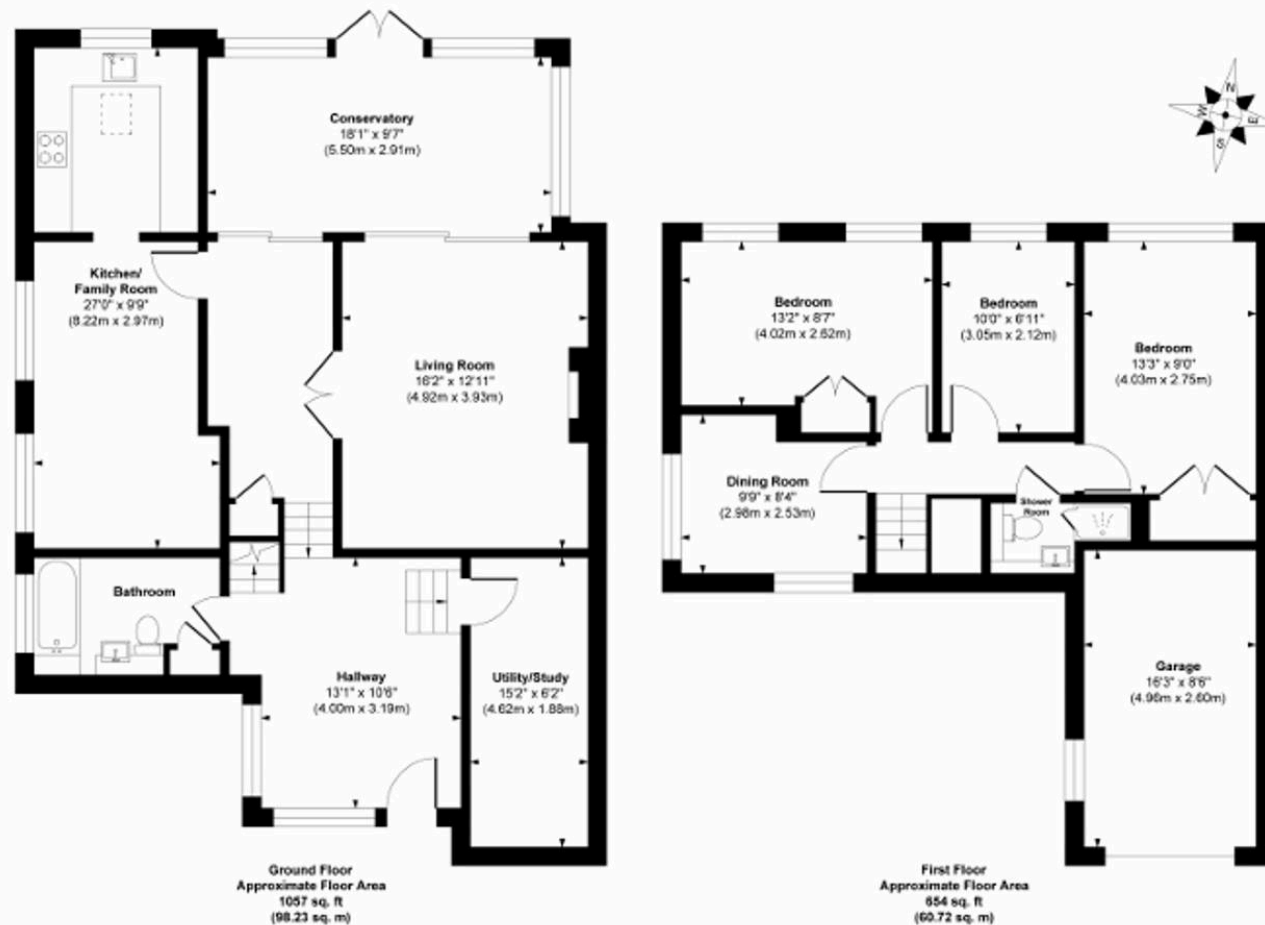 Conservatory
18'1" x 9'7"
(5.50m x 2.91m)
N
W
E
S
Kitchen/
Family Room
27'0" x 9'9"
(8.22m x 2.97m)
Living Room
16'2" x 12'11"
(4.92m x 3.93m)
Bathroom
Hallway
13'1" x 10'6"
(4.00m x 3.19m)
Utility/Study
15'2" x 6'2"
(4.62m x 1.88m)
Ground Floor
Approximate Floor Area
1057 sq. ft
(98.23 sq. m)
Bedroom
13'2" x 8'7"
(4.02m x 2.62m)
Bedroom
10'0" x 6'11"
(3.05m x 2.12m)
Bedroom
13'3" x 9'0"
(4.03m x 2.75m)
Dining Room
9'9" x 8'4"
(2.98m x 2.53m)
Shower
Room
Garage
16'3" x 8'6"
(4.96m x 2.60m)
First Floor
Approximate Floor Area
654 sq. ft
(60.72 sq. m)